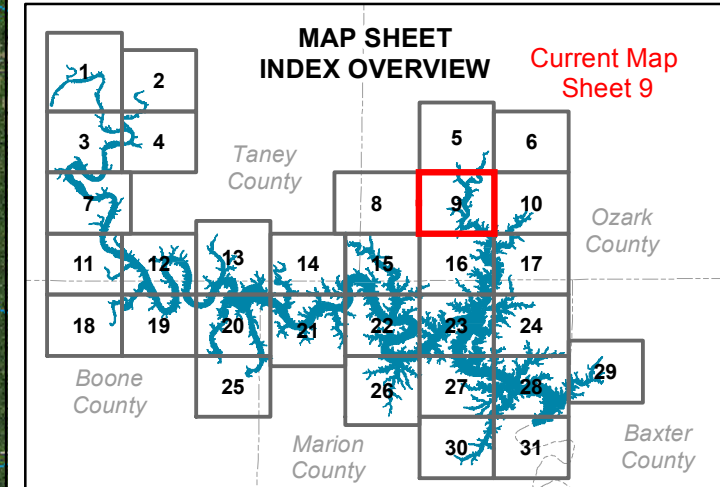 MAP SHEET
INDEX OVERVIEW
Current Map
Sheet 9
1
2
3
4
Taney
County
5
6
7
8
9
10
Ozark
County
11
12
13
14
15
16
17
18
19
20
21
22
23
24
Boone
County
25
26
27
28
29
Marion
County
30
31
Baxter
County